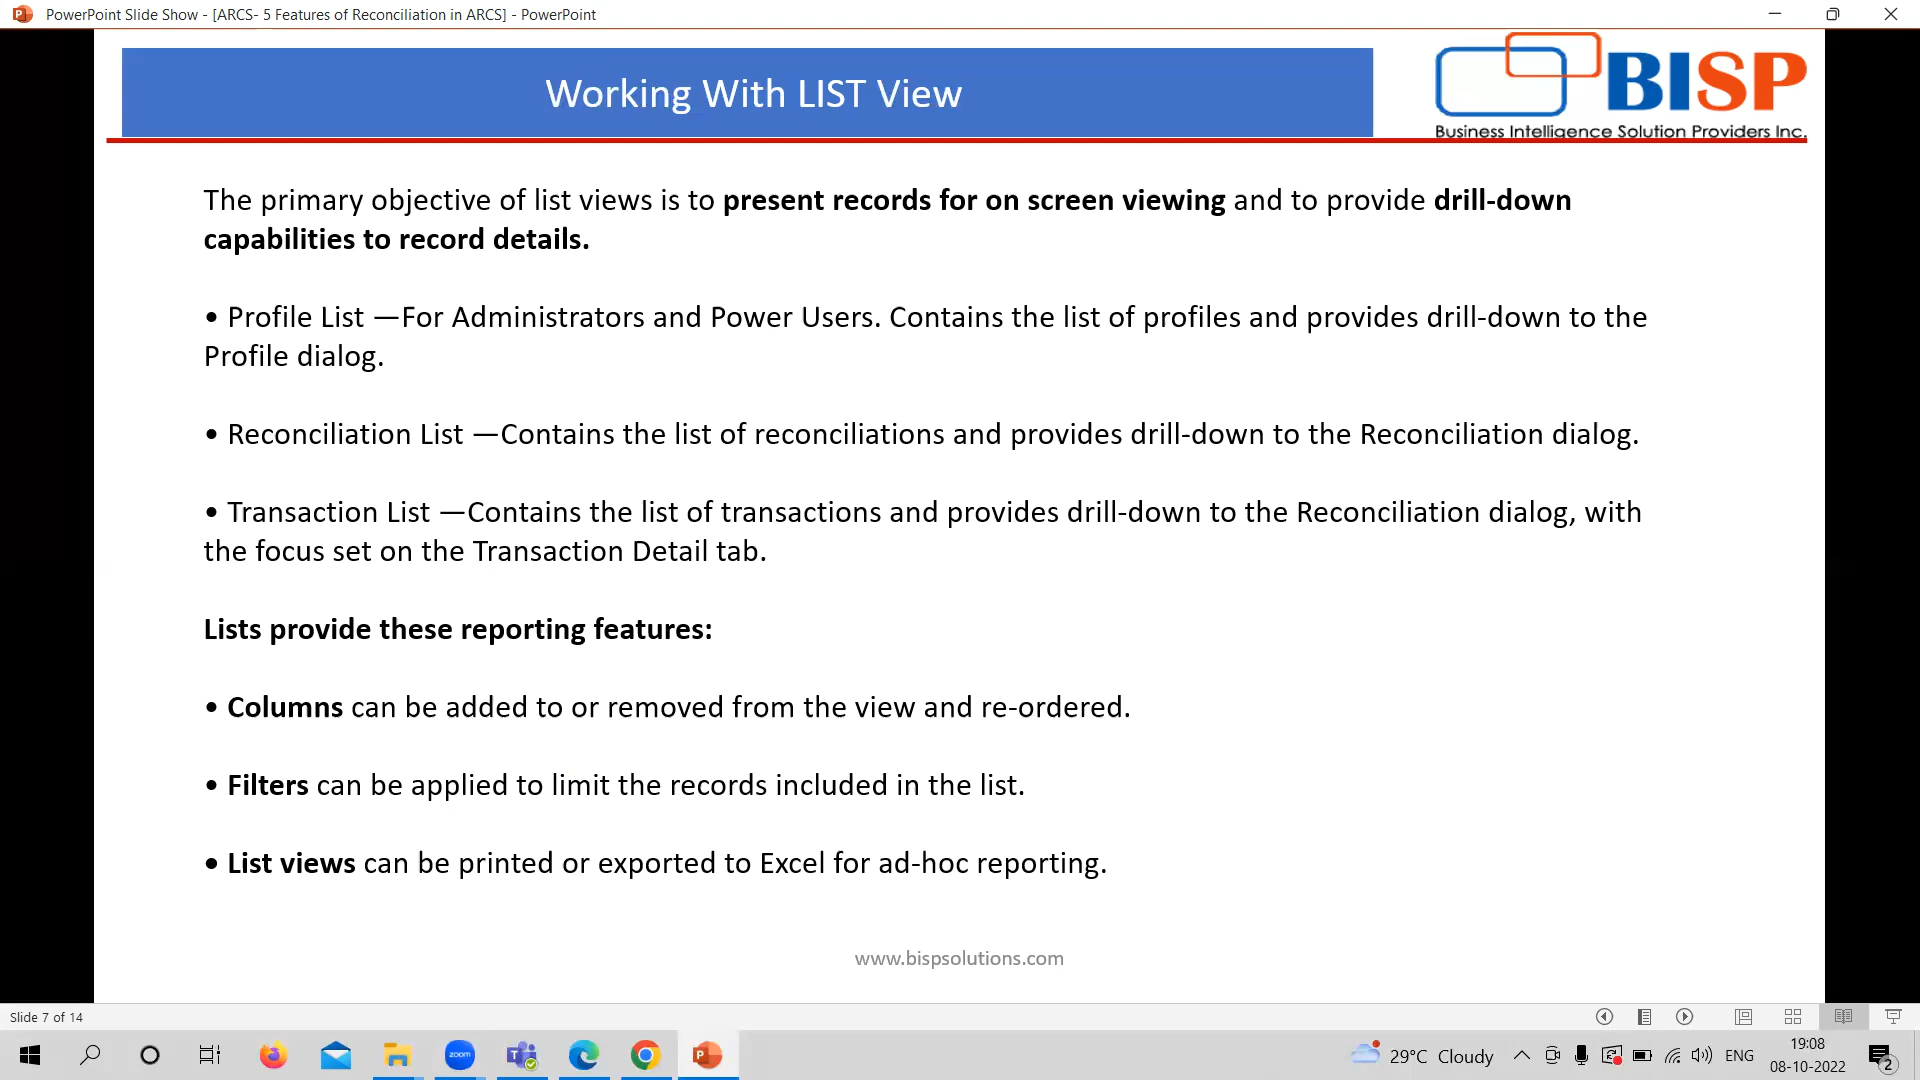 PowerPoint Slide Show - [ARCS- 5 Features of Reconciliation in ARCS] - PowerPoint
Working With LIST View
BISP
Business Intelligence Solution Providers Inc.
The primary objective of list views is to present records for on screen viewing and to provide drill-down
capabilities to record details.
• Profile List —For Administrators and Power Users. Contains the list of profiles and provides drill-down to the
Profile dialog.
• Reconciliation List —Contains the list of reconciliations and provides drill-down to the Reconciliation dialog.
• Transaction List —Contains the list of transactions and provides drill-down to the Reconciliation dialog, with
the focus set on the Transaction Detail tab.
Lists provide these reporting features:
• Columns can be added to or removed from the view and re-ordered.
• Filters can be applied to limit the records included in the list.
• List views can be printed or exported to Excel for ad-hoc reporting.
www.bispsolutions.com
Slide 7 of 14
zoom
29°C Cloudy
ENG
19:08
08-10-2022
2